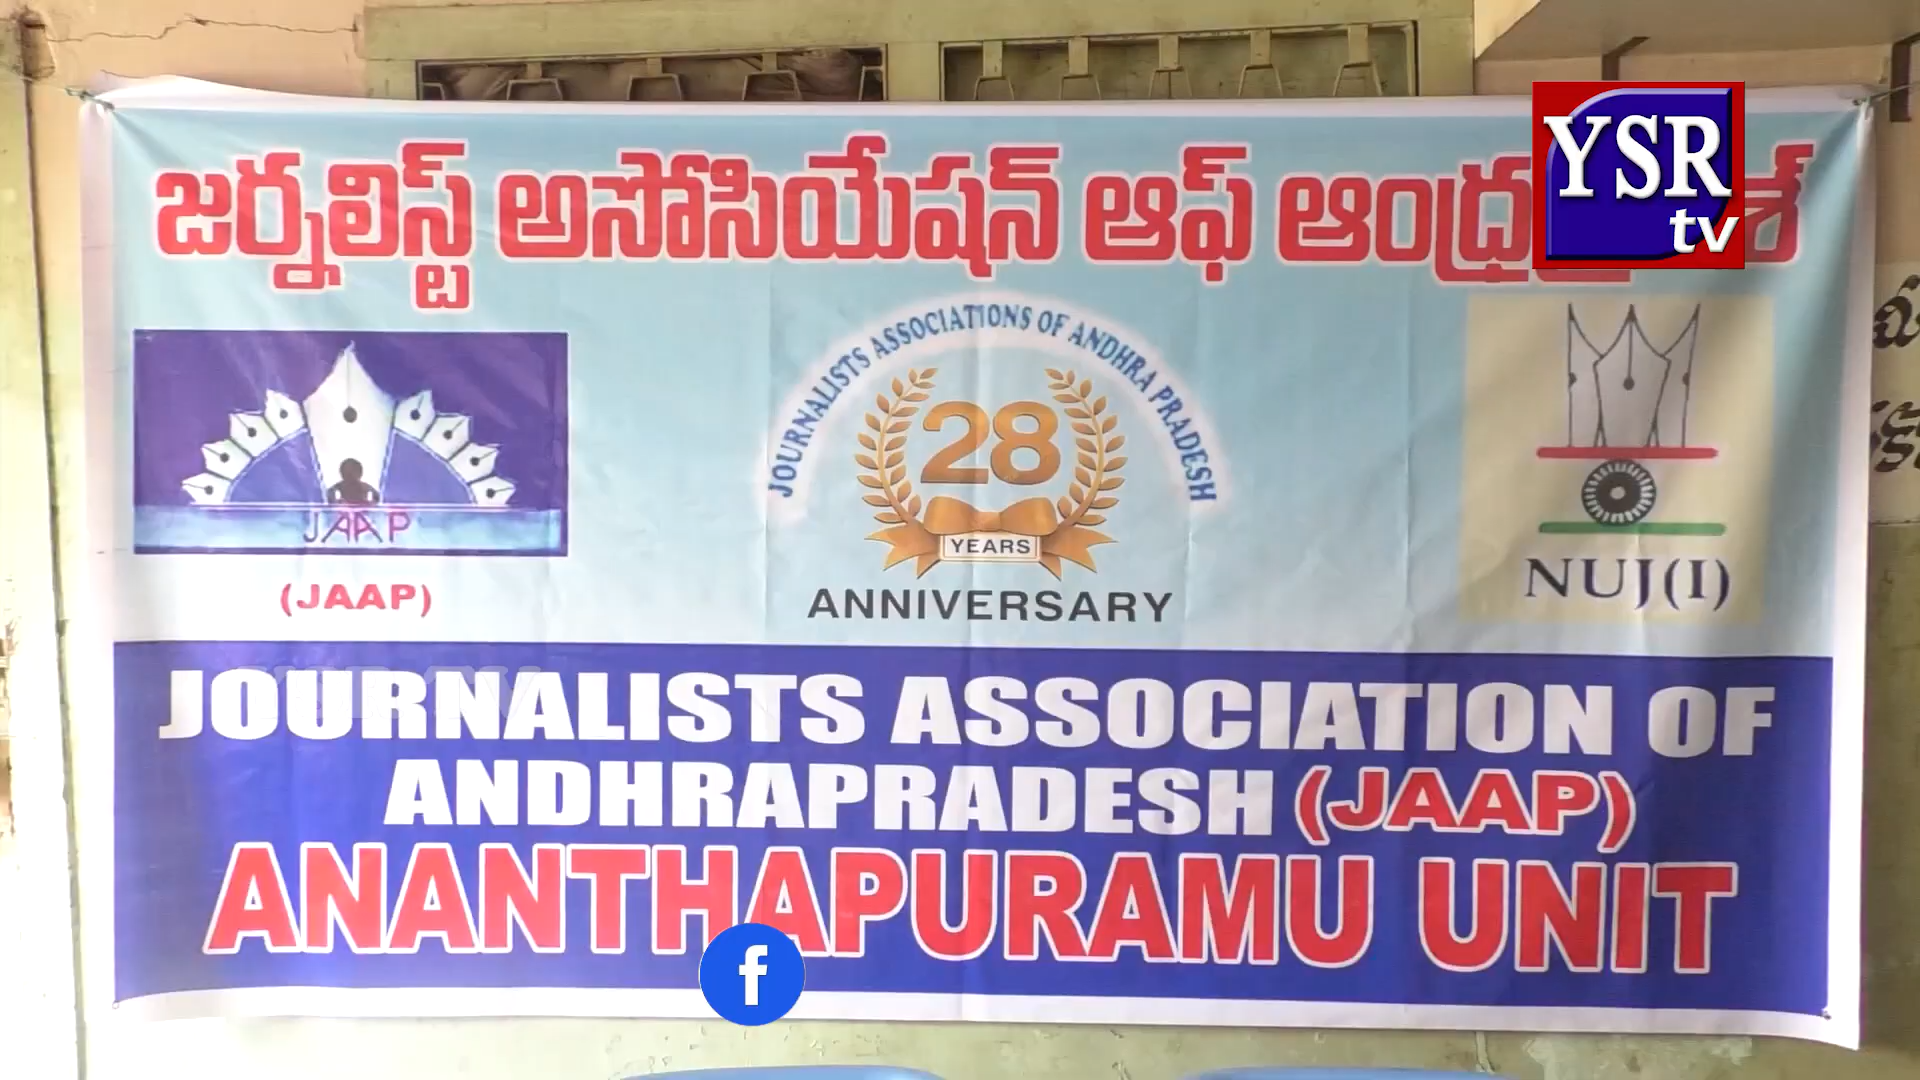 జర్నలిస్ట్ అసోసియేషన్ ఆఫ్
YSR
tv
JOURNALISTS ASSOCIATIONS OF ANDHRA PRADESH
28
YEARS
ANNIVERSARY
JAAP
(JAAP)
NUJ(I)
JOURNALISTS ASSOCIATION OF
ANDHRAPRADESH (JAAP)
ANANTHAPURAMU UNIT
f